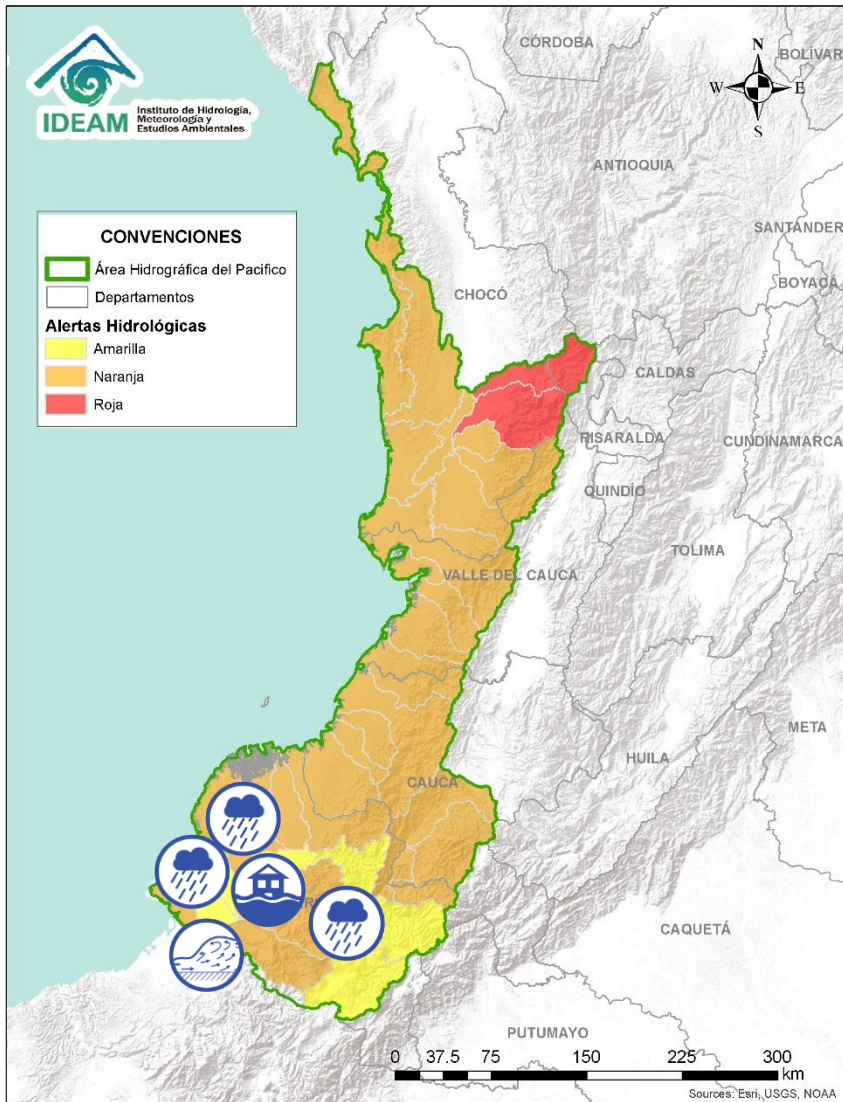 IDEAM
Instituto de Hidrología,
Meteorología y
Estudios Ambientales
CÓRDOBA
BOLÍVAR
N
W
E
S
ANTIOQUIA
SANTANDER
BOYACÁ
CONVENCIONES
Área Hidrográfica del Pacifico
Departamentos
Alertas Hidrológicas
Amarilla
Naranja
Roja
CHOCÓ
CALDAS
RISARALDA
CUNDINAMARCA
QUINDÍO
TOLIMA
VALLE DEL CAUCA
META
HUILA
CAUCA
CAQUETÁ
PUTUMAYO
0 37.5 75 150 225 300
km
Sources: Esri, USGS, NOAA